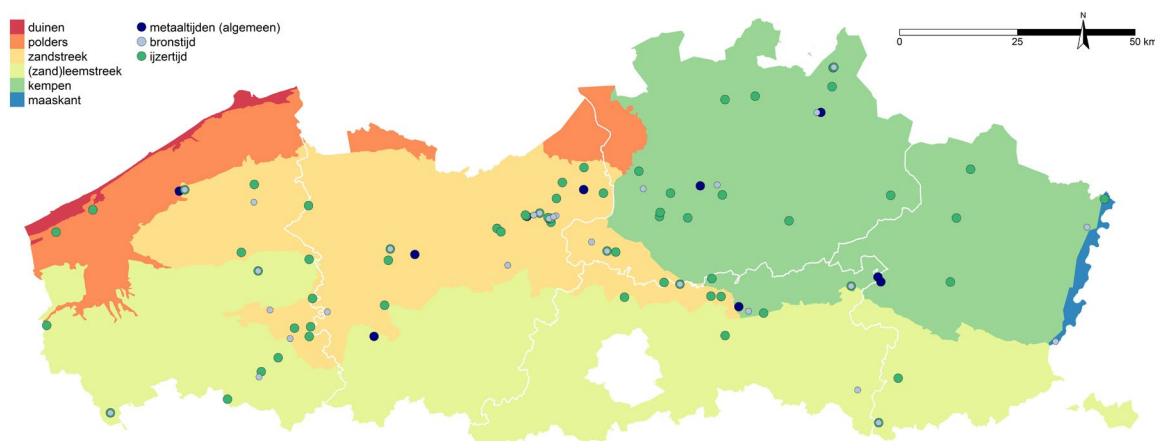 duinen
polders
zandstreek
(zand)leemstreek
kempen
maaskant
metaaltijden (algemeen)
bronstijd
ijzertijd
N
0 25 50 km